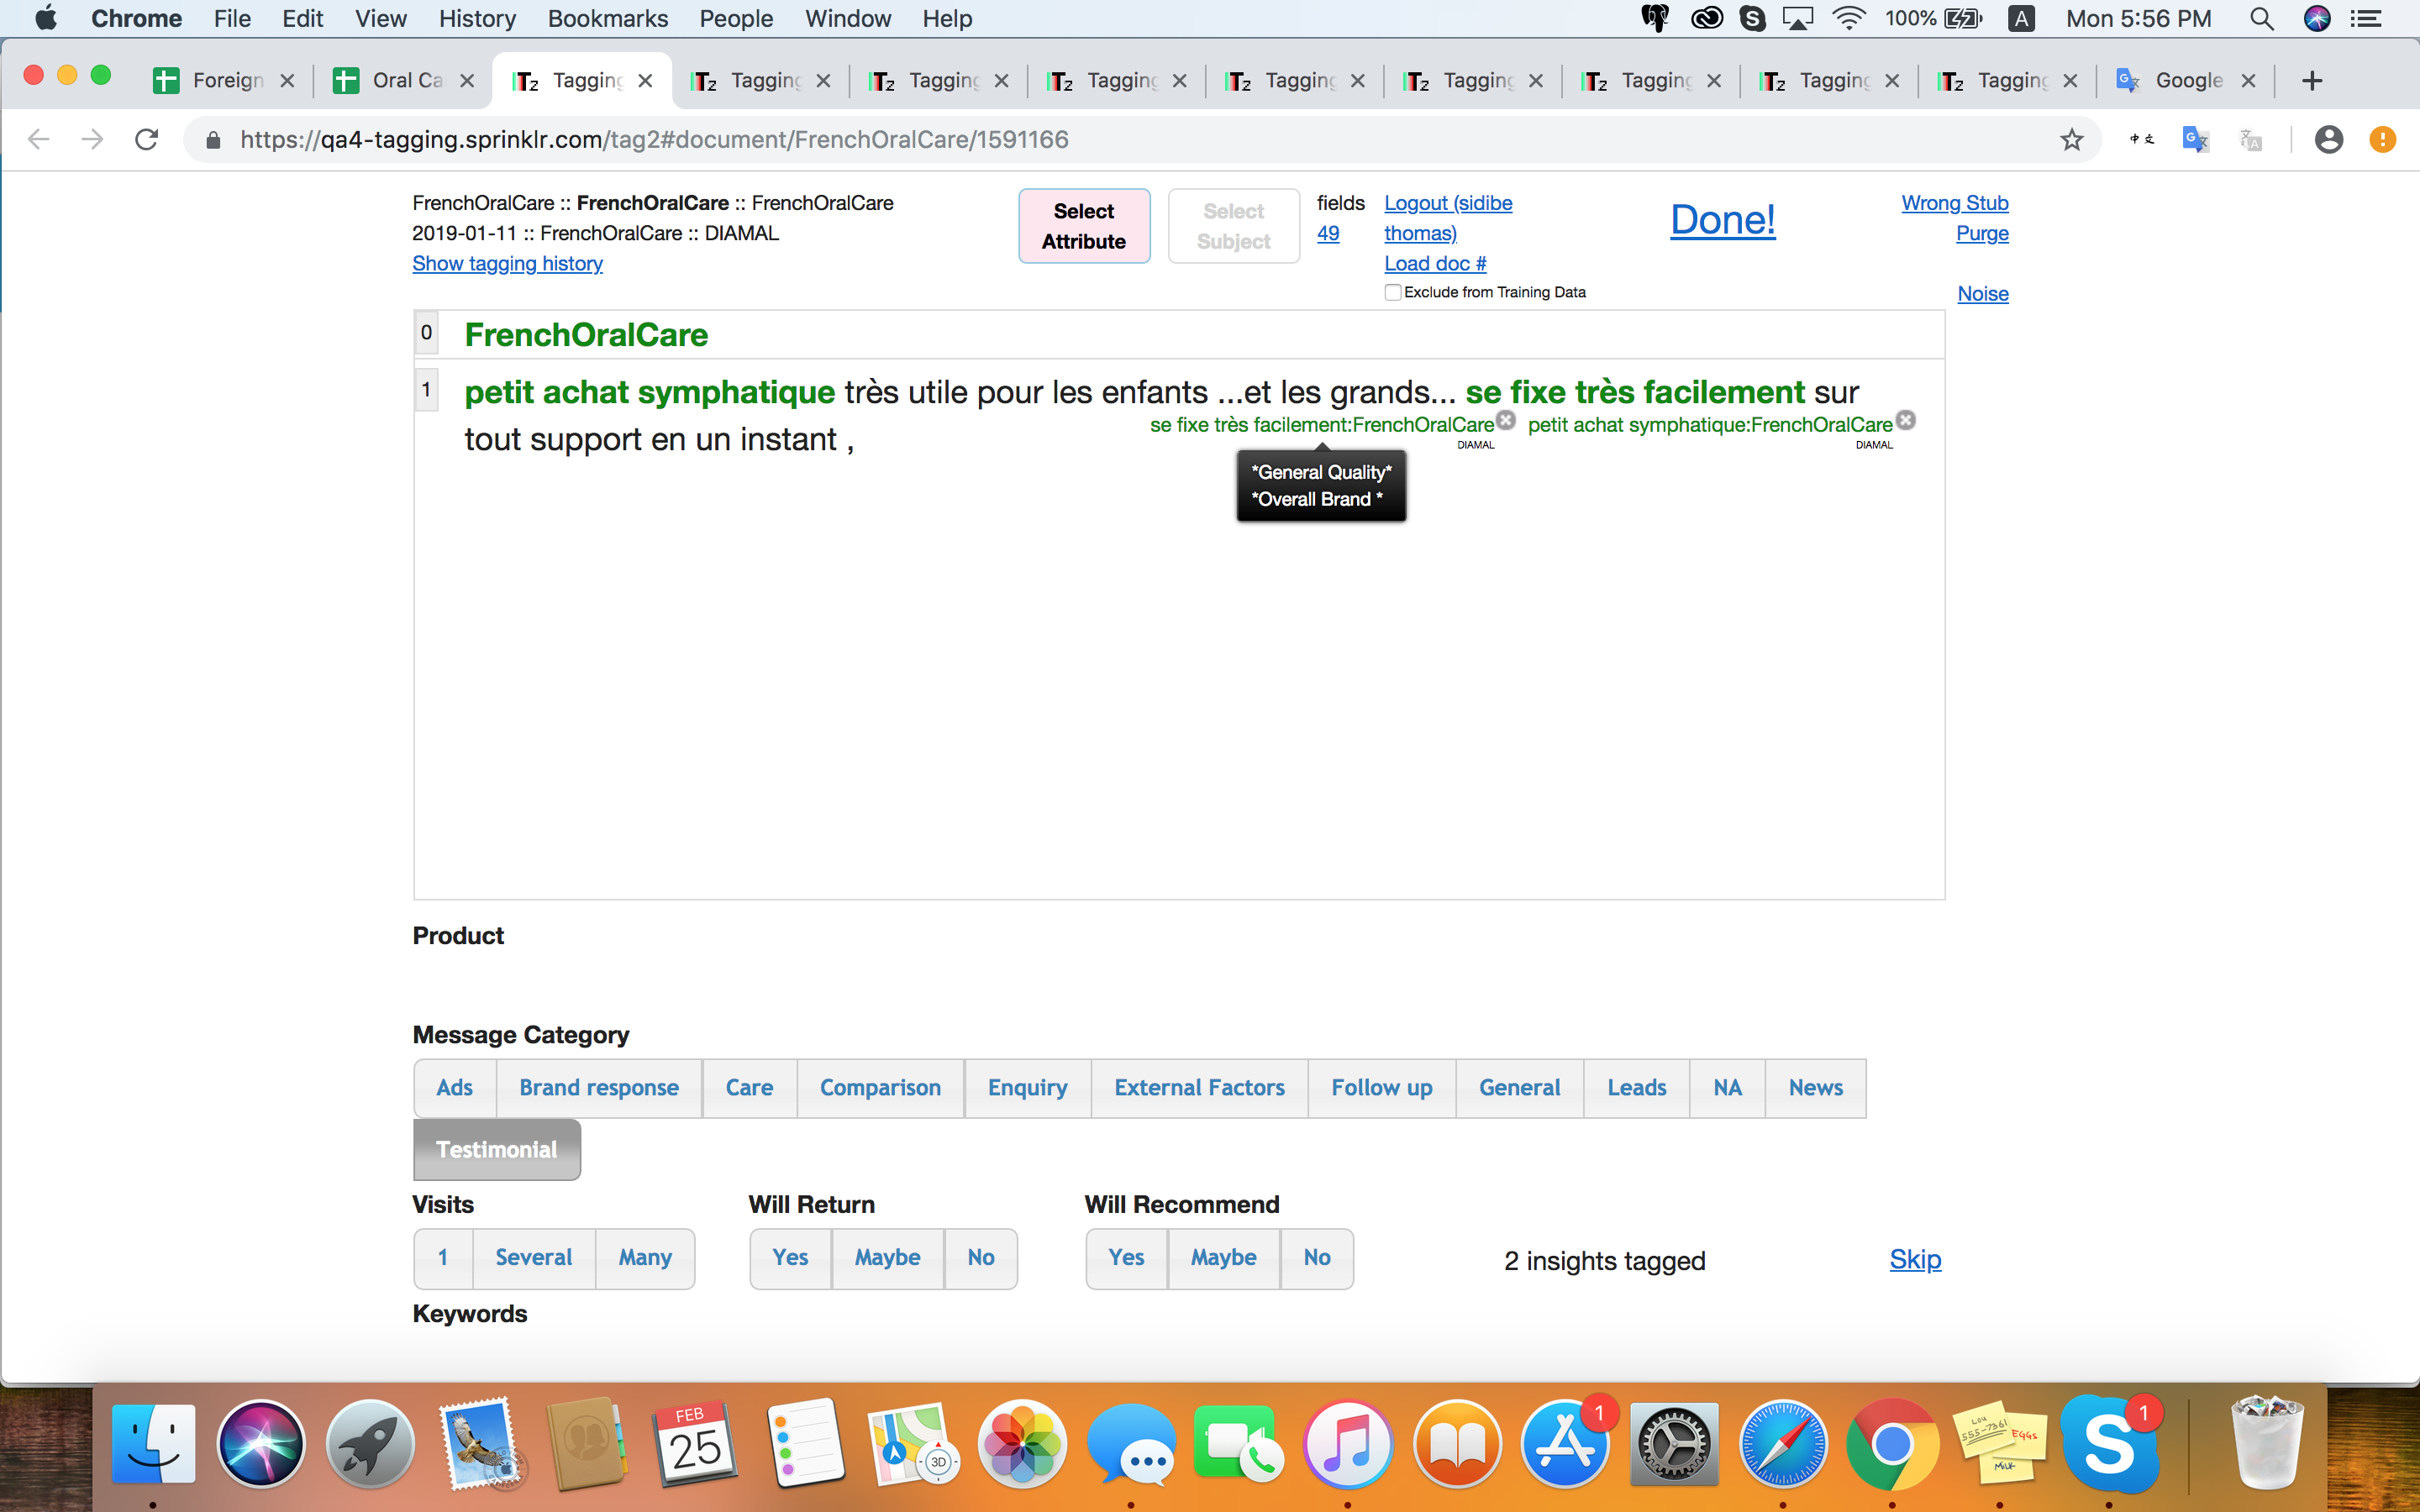 Chrome File Edit View History Bookmarks People Window Help 100% A Mon 5:56 PM
Foreign Oral Ca Tagging Tagging Tagging Tagging Tagging Tagging Tagging Tagging Tagging Google
https://qa4-tagging.sprinklr.com/tag2#document/FrenchOralCare/1591166
FrenchOralCare :: FrenchOralCare :: FrenchOralCare
2019-01-11 :: FrenchOralCare :: DIAMAL
Show tagging history
Select
Attribute
Select
Subject
fields
49
Logout (sidibe
thomas)
Load doc #
Exclude from Training Data
Done!
Wrong Stub
Purge
Noise
0 FrenchOralCare
1 petit achat symphatique très utile pour les enfants ...et les grands... se fixe très facilement sur
tout support en un instant ,
se fixe très facilement:FrenchOralCare petit achat symphatique:FrenchOralCare
DIAMAL DIAMAL
*General Quality*
*Overall Brand *
Product
Message Category
Ads Brand response Care Comparison Enquiry External Factors Follow up General Leads NA News
Testimonial
Visits Will Return Will Recommend
1 Several Many Yes Maybe No Yes Maybe No 2 insights tagged Skip
Keywords
FEB
25
3D
1
Lou
555-7361
EGGS
MILK
1